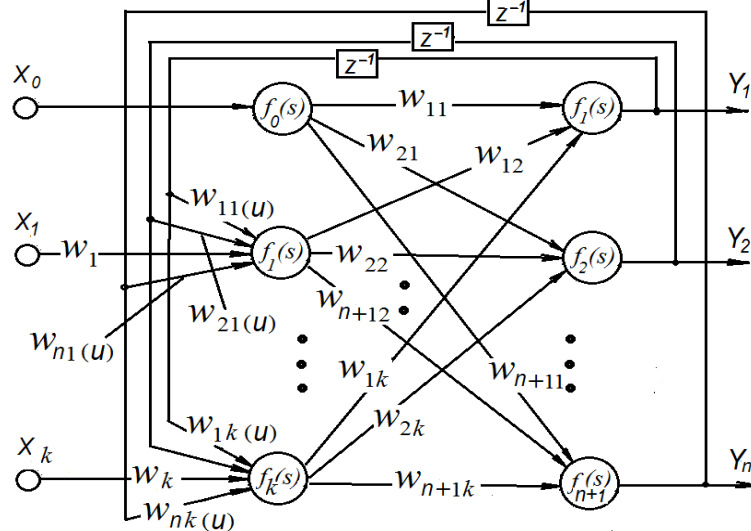 z⁻¹
z⁻¹
z⁻¹
X₀
f₀(s)
w₁₁
f₁(s)
Y₁
w₂₁
w₁₂
w₁₁(u)
X₁
w₁
f₁(s)
w₂₂
f₂(s)
Y₂
w₂₁(u)
wₙ₊₁₂
wₙ₁(u)
w₁ₖ
wₙ₊₁₁
w₁ₖ(u)
w₂ₖ
X ₖ
wₖ
fₖ(s)
wₙ₊₁ₖ
fₙ₊₁(s)
Yₙ
wₙₖ(u)